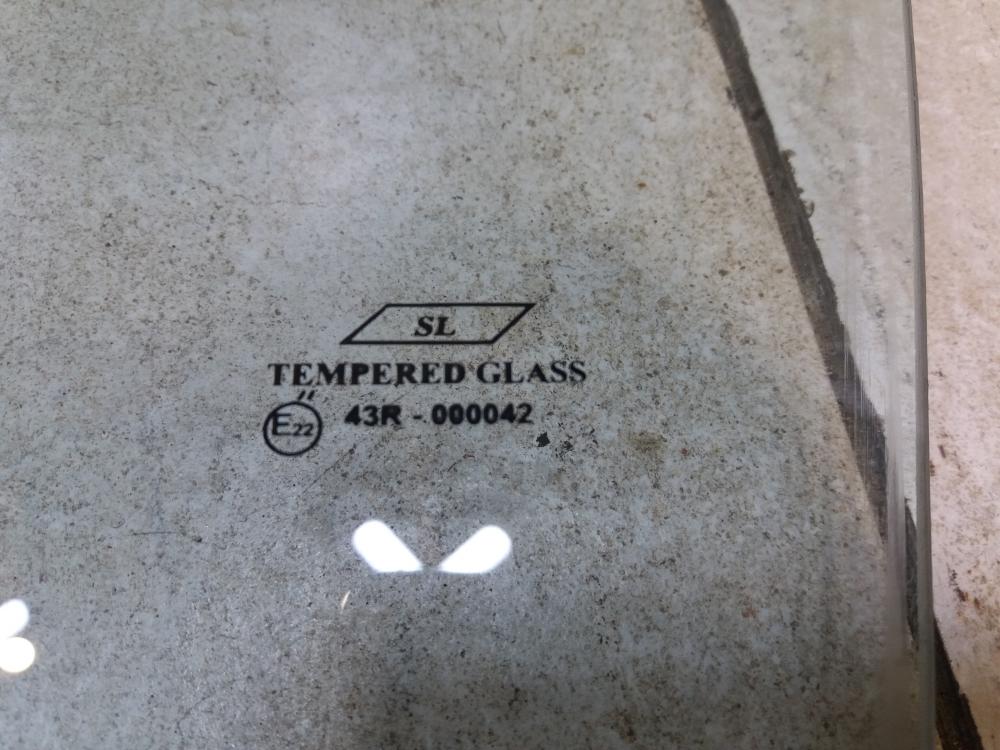 SL
TEMPERED GLASS
E22 43R - 000042